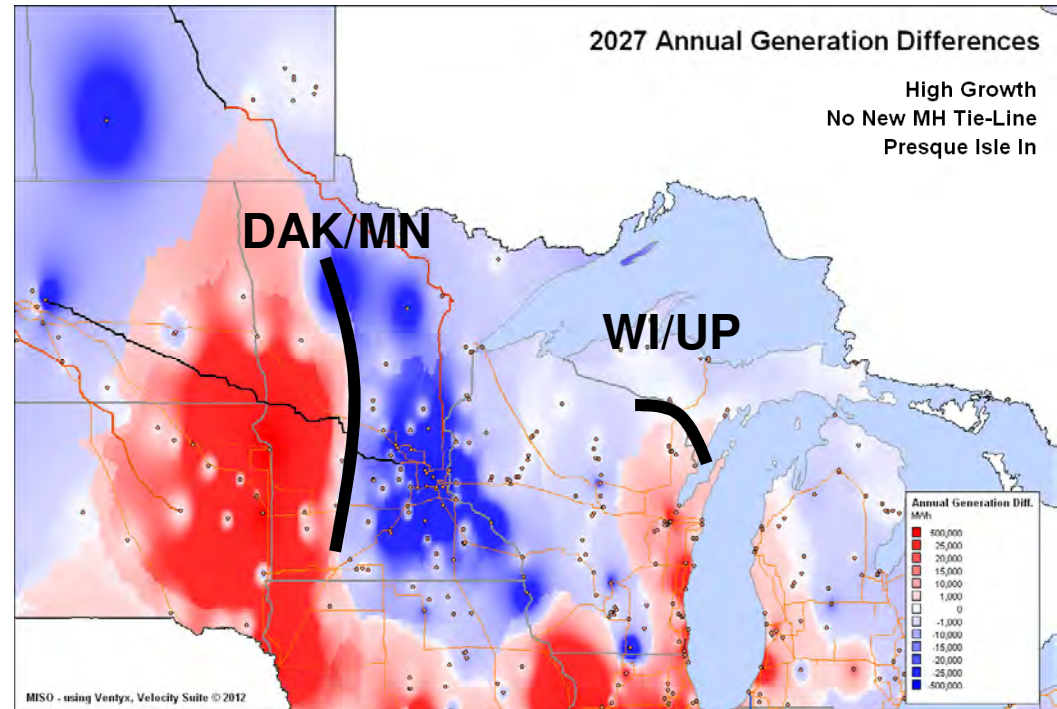 2027 Annual Generation Differences
High Growth
No New MH Tie-Line
Presque Isle In
DAK/MN
WI/UP
Annual Generation Diff.
MWh
500,000
25,000
20,000
15,000
10,000
1,000
0
-1,000
-10,000
-15,000
-20,000
-25,000
-500,000
MISO - using Ventyx, Velocity Suite © 2012